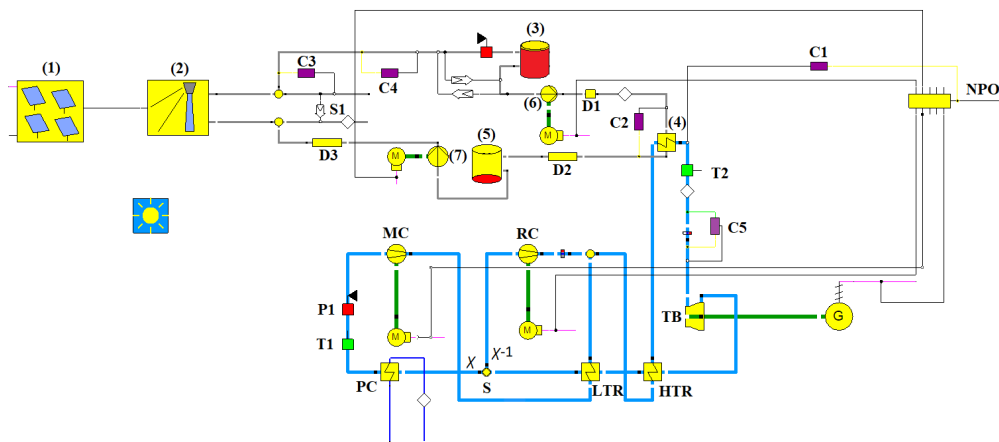 (1)
(2)
(3)
C3
C4
C1
S1
(6)
D1
NPO
M
C2
(4)
D3
M
(7)
(5)
D2
T2
C5
MC
RC
P1
T1
M
M
TB
G
X
X-1
PC
S
LTR
HTR